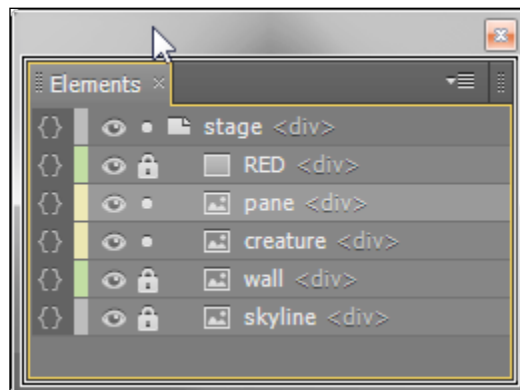 Elements ×
{} stage <div>
{} RED <div>
{} pane <div>
{} creature <div>
{} wall <div>
{} skyline <div>